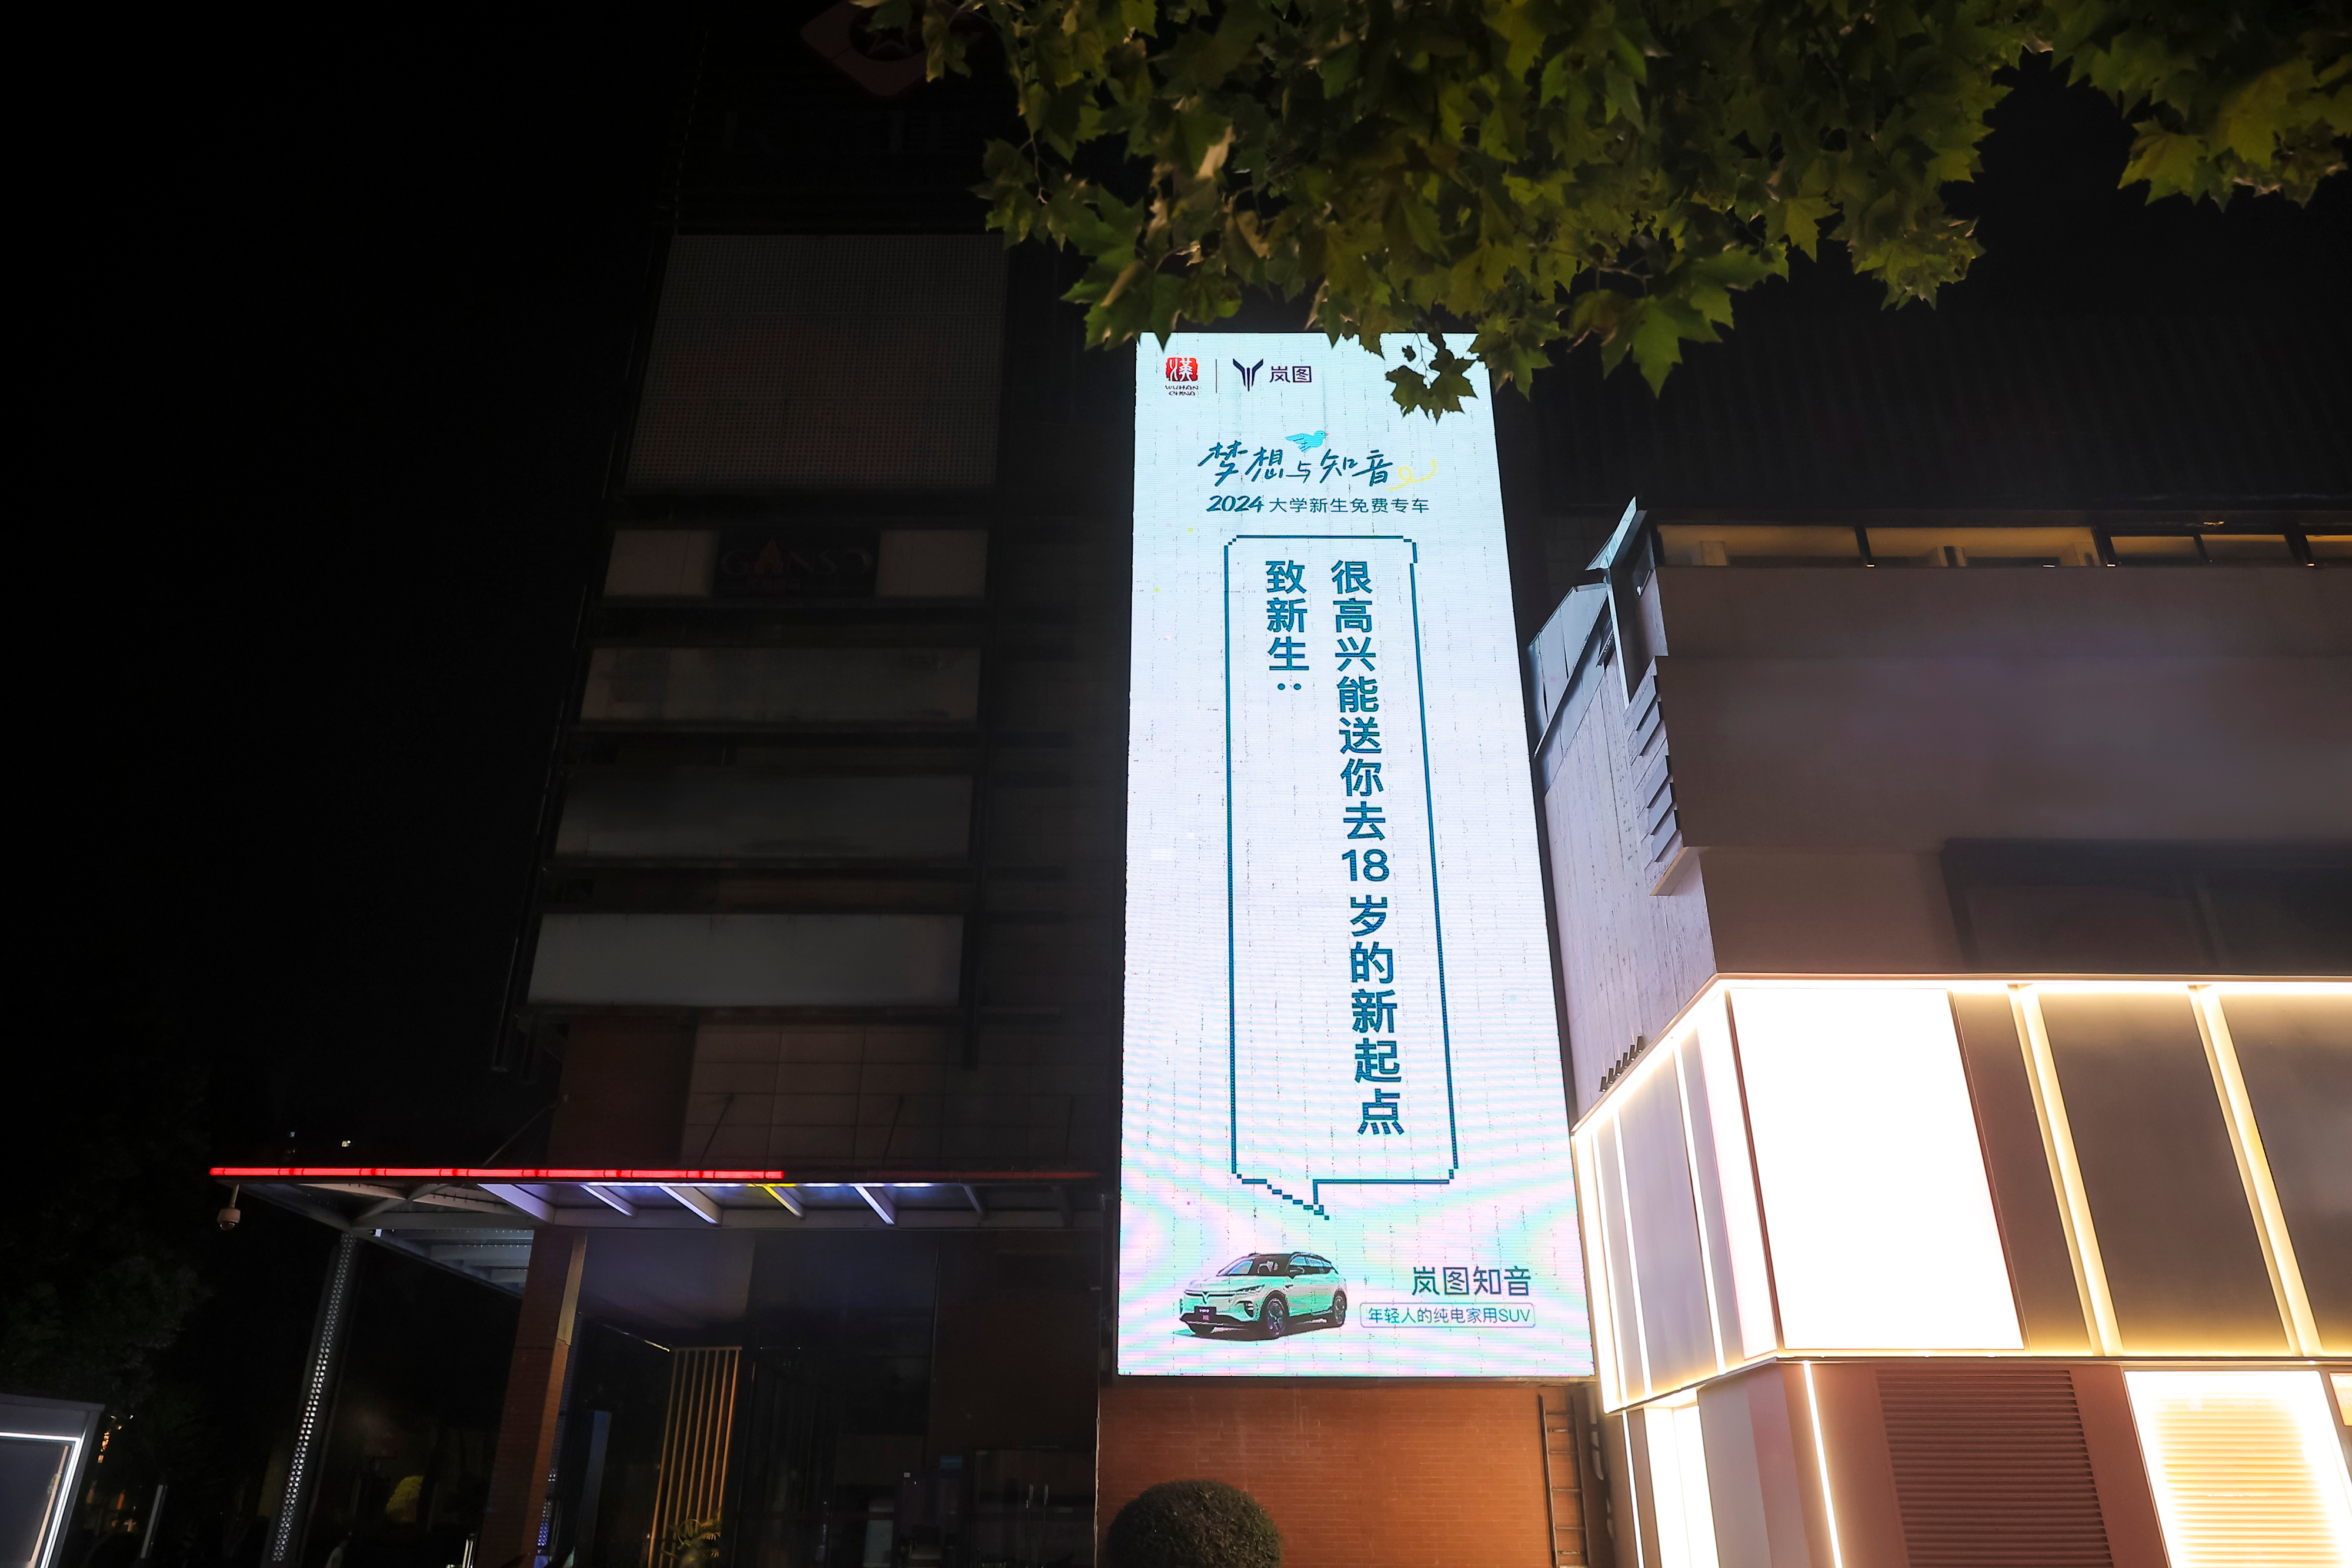 漢
WUHAN
CHINA
岚图
梦想与知音
2024 大学新生免费专车
致新生：
很高兴能送你去18岁的新起点
岚图知音
年轻人的纯电家用SUV